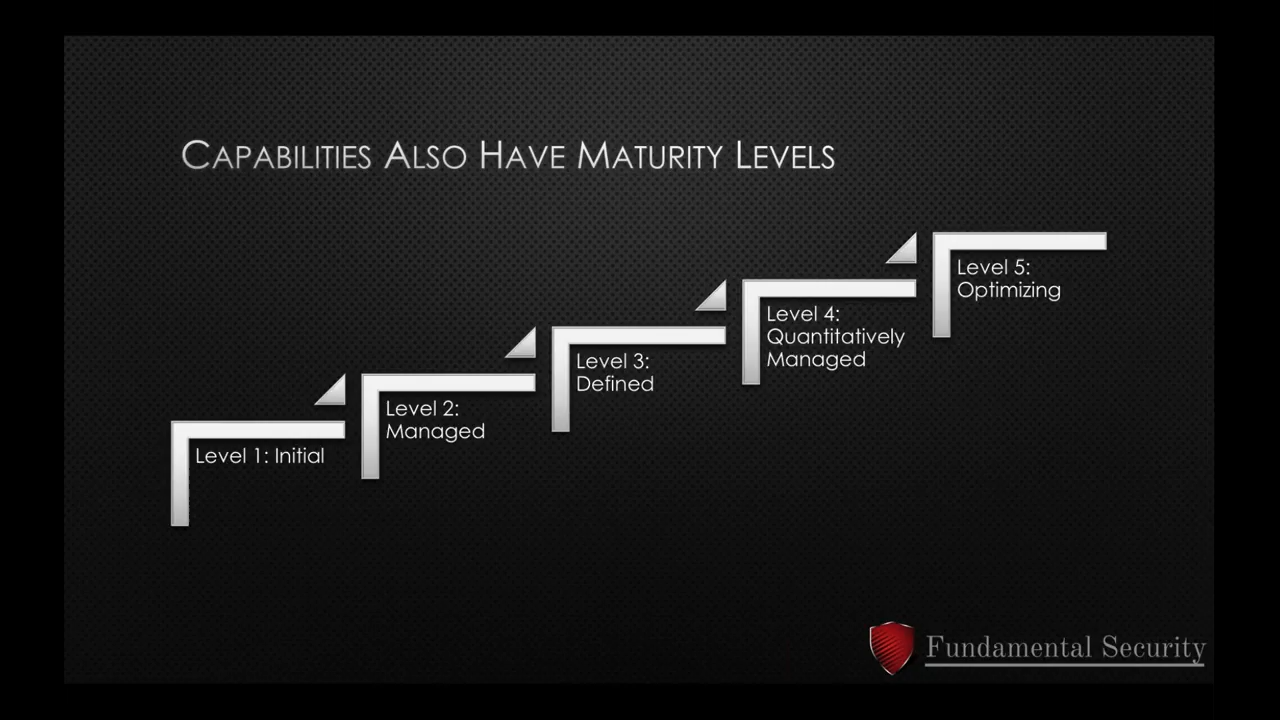 Capabilities Also Have Maturity Levels
Level 1: Initial
Level 2:
Managed
Level 3:
Defined
Level 4:
Quantitatively
Managed
Level 5:
Optimizing
Fundamental Security